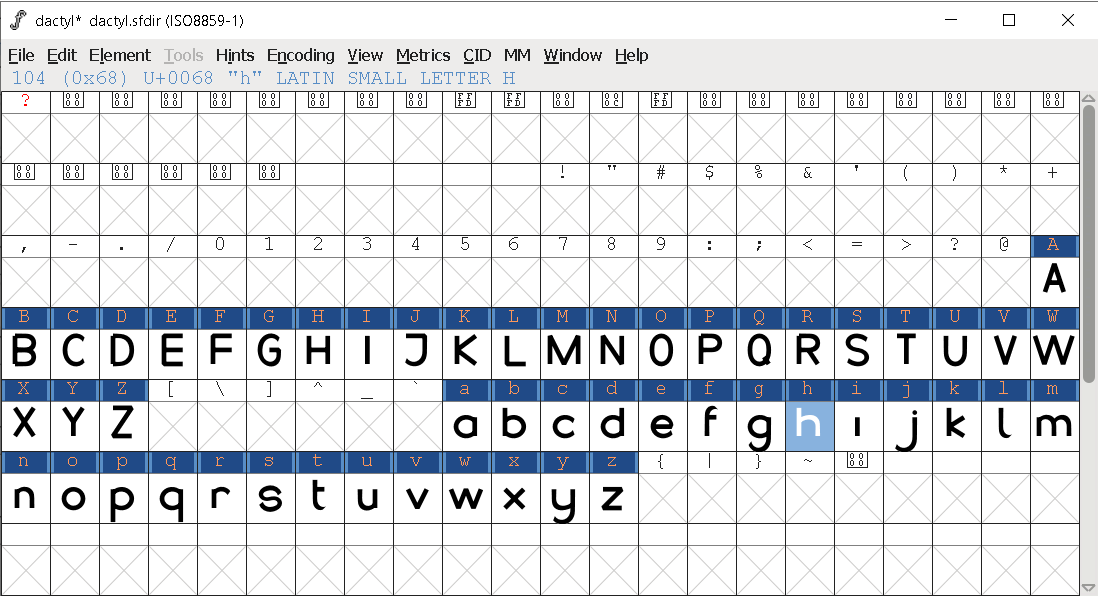 dactyl* dactyl.sfdir (ISO8859-1)
File Edit Element Tools Hints Encoding View Metrics CID MM Window Help
104 (0x68) U+0068 "h" LATIN SMALL LETTER H
?
! " # $ % & ' ( ) * +
, - . / 0 1 2 3 4 5 6 7 8 9 : ; < = > ? @ A
A
B C D E F G H I J K L M N O P Q R S T U V W
B C D E F G H I J K L M N O P Q R S T U V W
X Y Z [ \ ] ^ _ ` a b c d e f g h i j k l m
X Y Z a b c d e f g h ı j k l m
n o p q r s t u v w x y z { | } ~
n o p q r s t u v w x y z